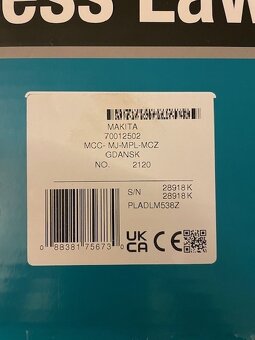 ess Law
MAKITA
70012502
MCC- MJ-MPL-MCZ
GDANSK
NO. 2120
S/N 28918K
28918K
PLADLM538Z
0 88381 75673 0
UK
CA CE